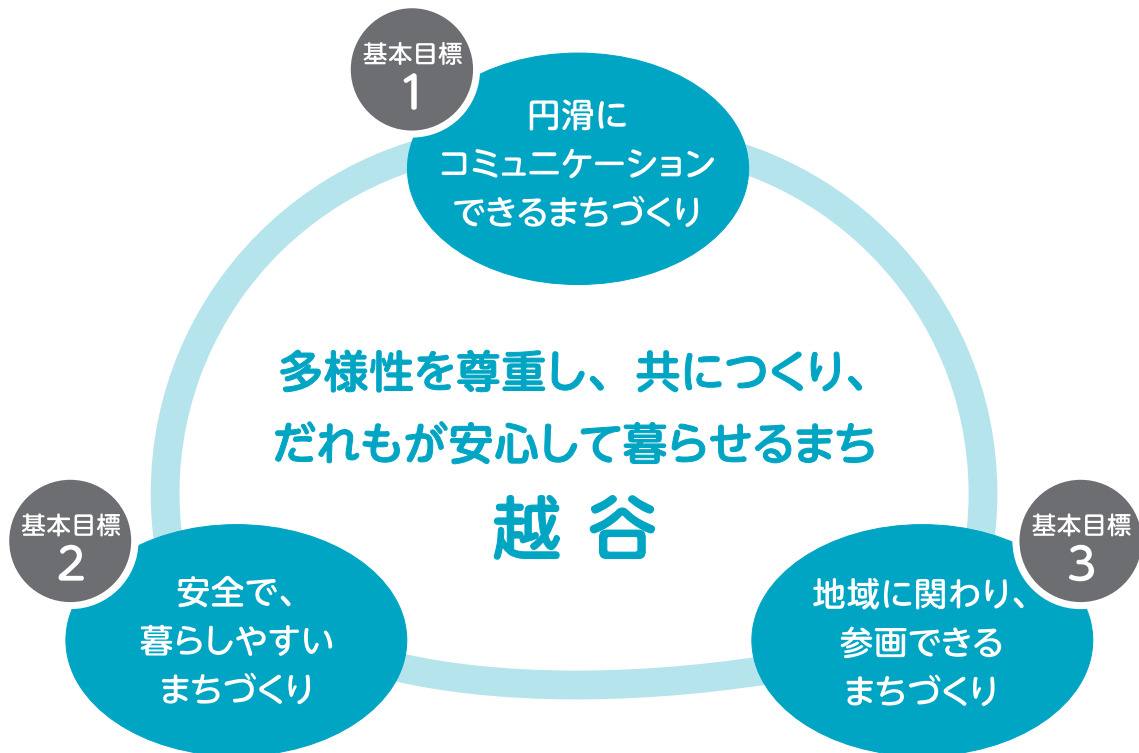 基本目標
1
円滑に
コミュニケーション
できるまちづくり
多様性を尊重し、共につくり、
だれもが安心して暮らせるまち
越谷
基本目標
2
安全で、
暮らしやすい
まちづくり
基本目標
3
地域に関わり、
参画できる
まちづくり